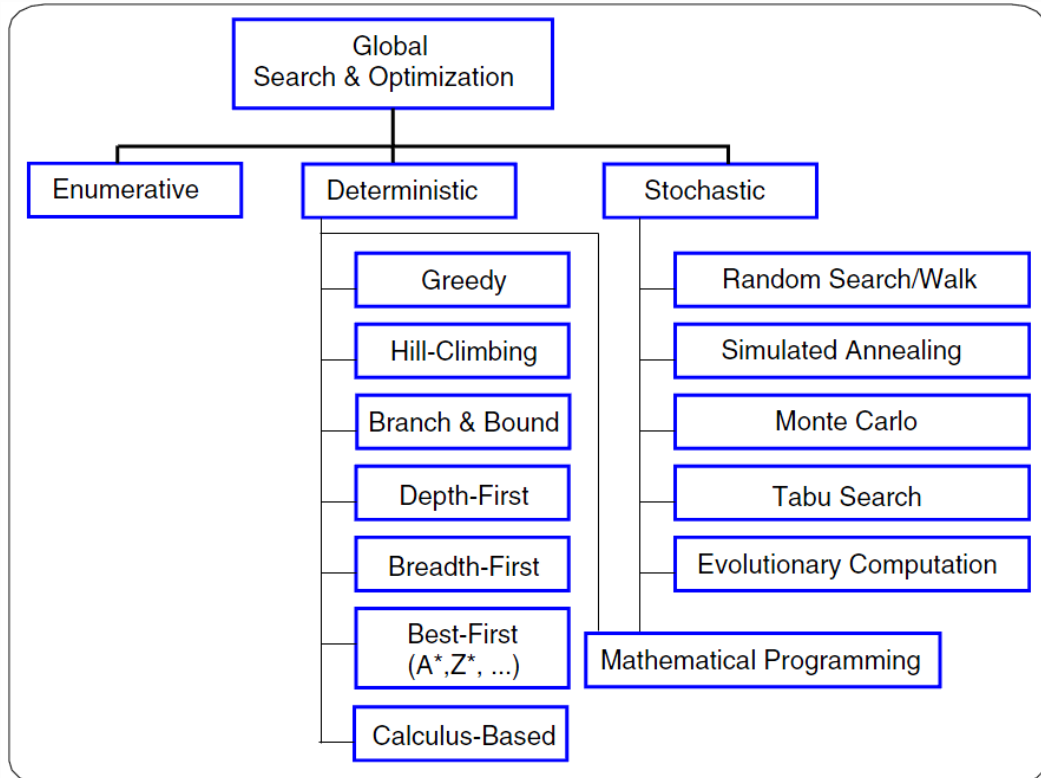 Global
Search & Optimization
Enumerative
Deterministic
Stochastic
Greedy
Hill-Climbing
Branch & Bound
Depth-First
Breadth-First
Best-First
(A*,Z*, ...)
Calculus-Based
Random Search/Walk
Simulated Annealing
Monte Carlo
Tabu Search
Evolutionary Computation
Mathematical Programming